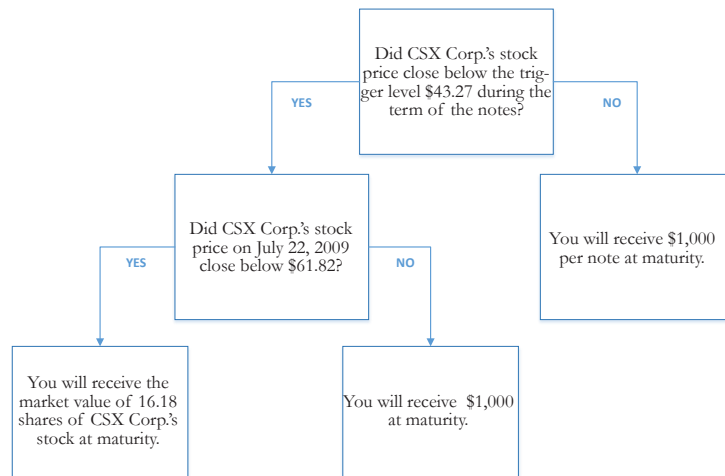 Did CSX Corp.'s stock
price close below the trig-
ger level $43.27 during the
term of the notes?
YES
NO
Did CSX Corp.'s stock
price on July 22, 2009
close below $61.82?
You will receive $1,000
per note at maturity.
YES
NO
You will receive the
market value of 16.18
shares of CSX Corp.'s
stock at maturity.
You will receive $1,000
at maturity.